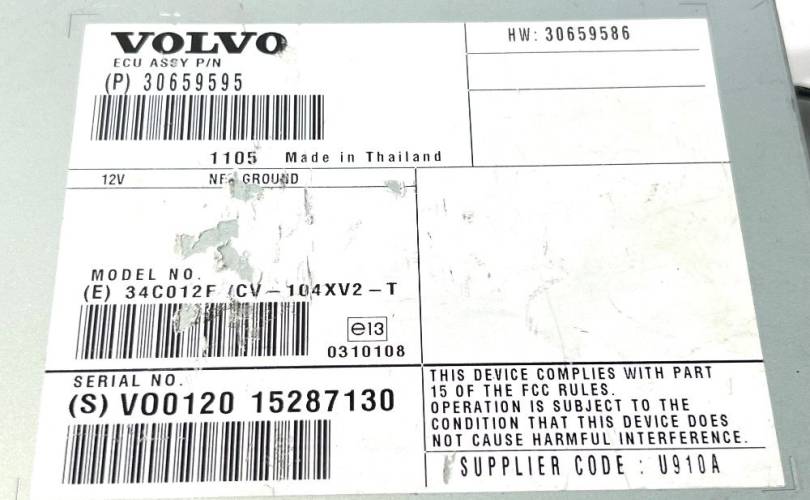 VOLVO
HW: 30659586
ECU ASSY P/N
(P) 30659595
1105 Made in Thailand
12V GROUND
MODEL NO.
(E) 34C012F /CV-104XV2-T
e13
0310108
SERIAL NO.
(S) VO0120 15287130
THIS DEVICE COMPLIES WITH PART
15 OF THE FCC RULES.
OPERATION IS SUBJECT TO THE
CONDITION THAT THIS DEVICE DOES
NOT CAUSE HARMFUL INTERFERENCE.
SUPPLIER CODE : U910A